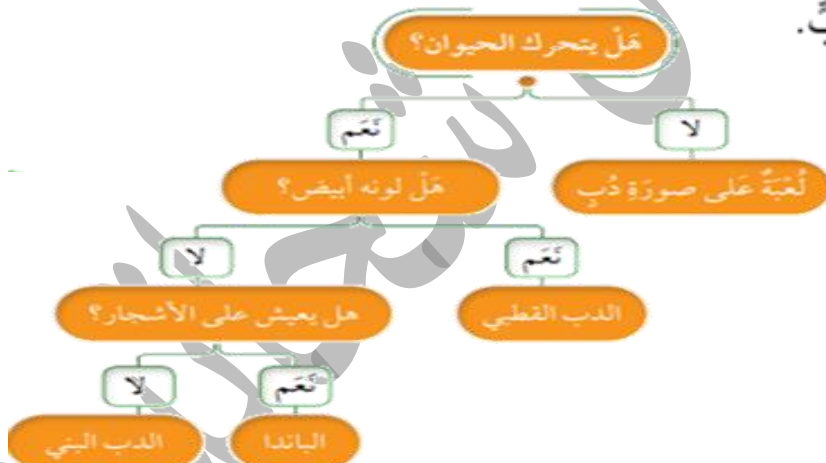 هَلْ يتحرك الحيوان؟
لا
نَعَم
لُعْبَةٌ عَلى صورَةِ دُبٍ
هَلْ لونه أبيض؟
نَعَم
لا
الدب القطبي
هل يعيش على الأشجار؟
نَعَم
لا
الباندا
الدب البني